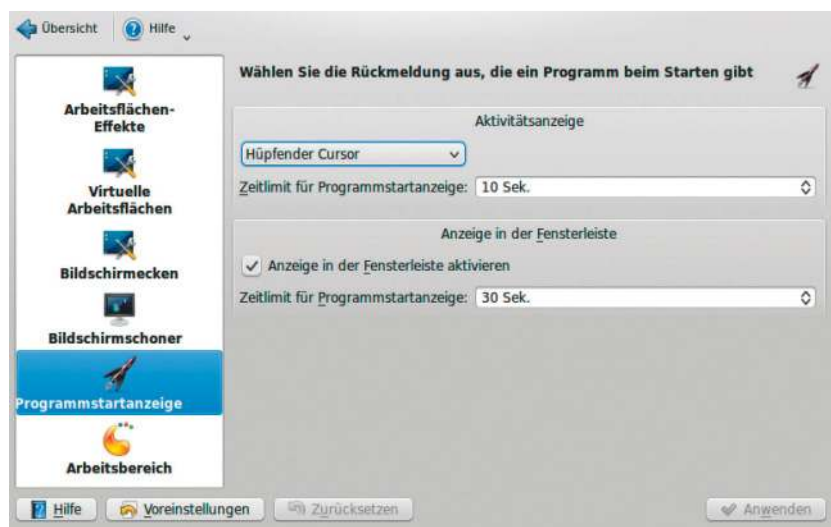 Übersicht Hilfe
Arbeitsflächen-
Effekte
Virtuelle
Arbeitsflächen
Bildschirmecken
Bildschirmschoner
Programmstartanzeige
Arbeitsbereich
Wählen Sie die Rückmeldung aus, die ein Programm beim Starten gibt
Aktivitätsanzeige
Hüpfender Cursor
Zeitlimit für Programmstartanzeige: 10 Sek.
Anzeige in der Fensterleiste
Anzeige in der Fensterleiste aktivieren
Zeitlimit für Programmstartanzeige: 30 Sek.
Hilfe Voreinstellungen Zurücksetzen Anwenden